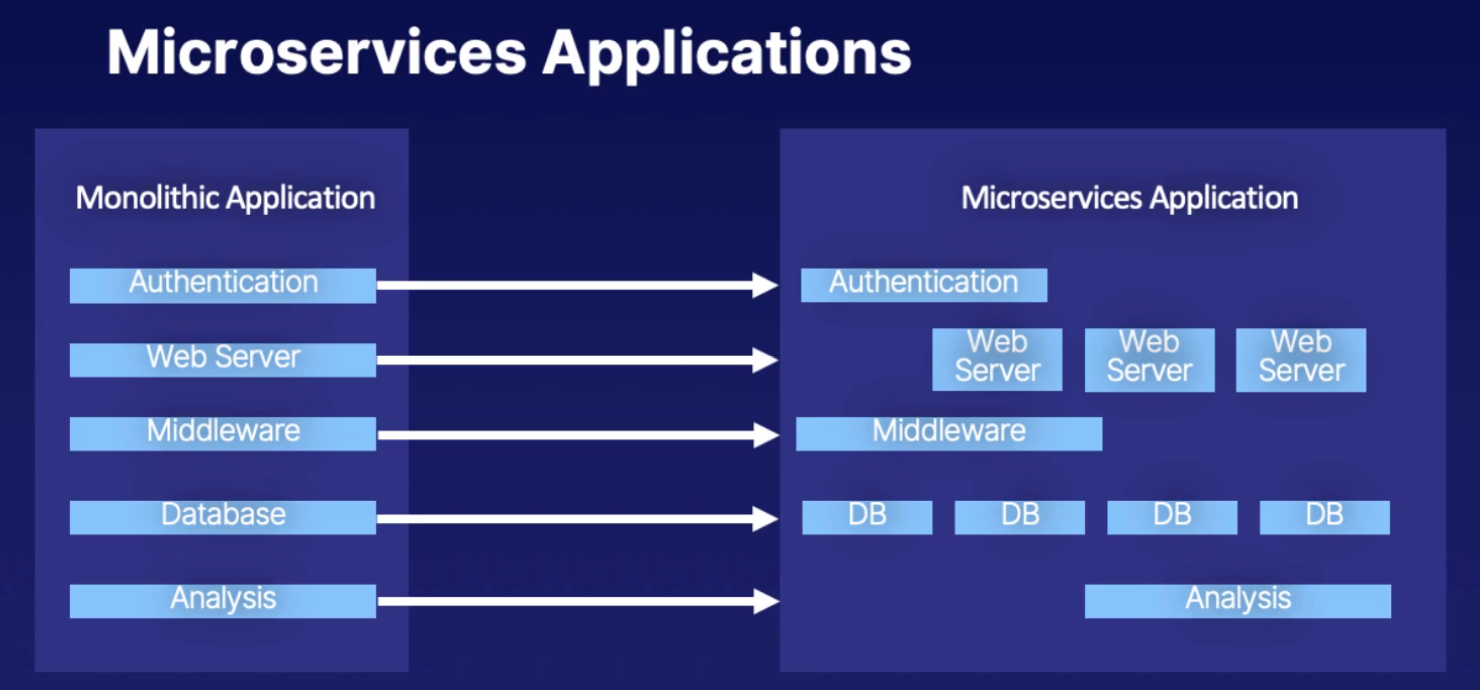 Microservices Applications
Monolithic Application
Authentication
Web Server
Middleware
Database
Analysis
Microservices Application
Authentication
Web
Server
Web
Server
Web
Server
Middleware
DB
DB
DB
DB
Analysis